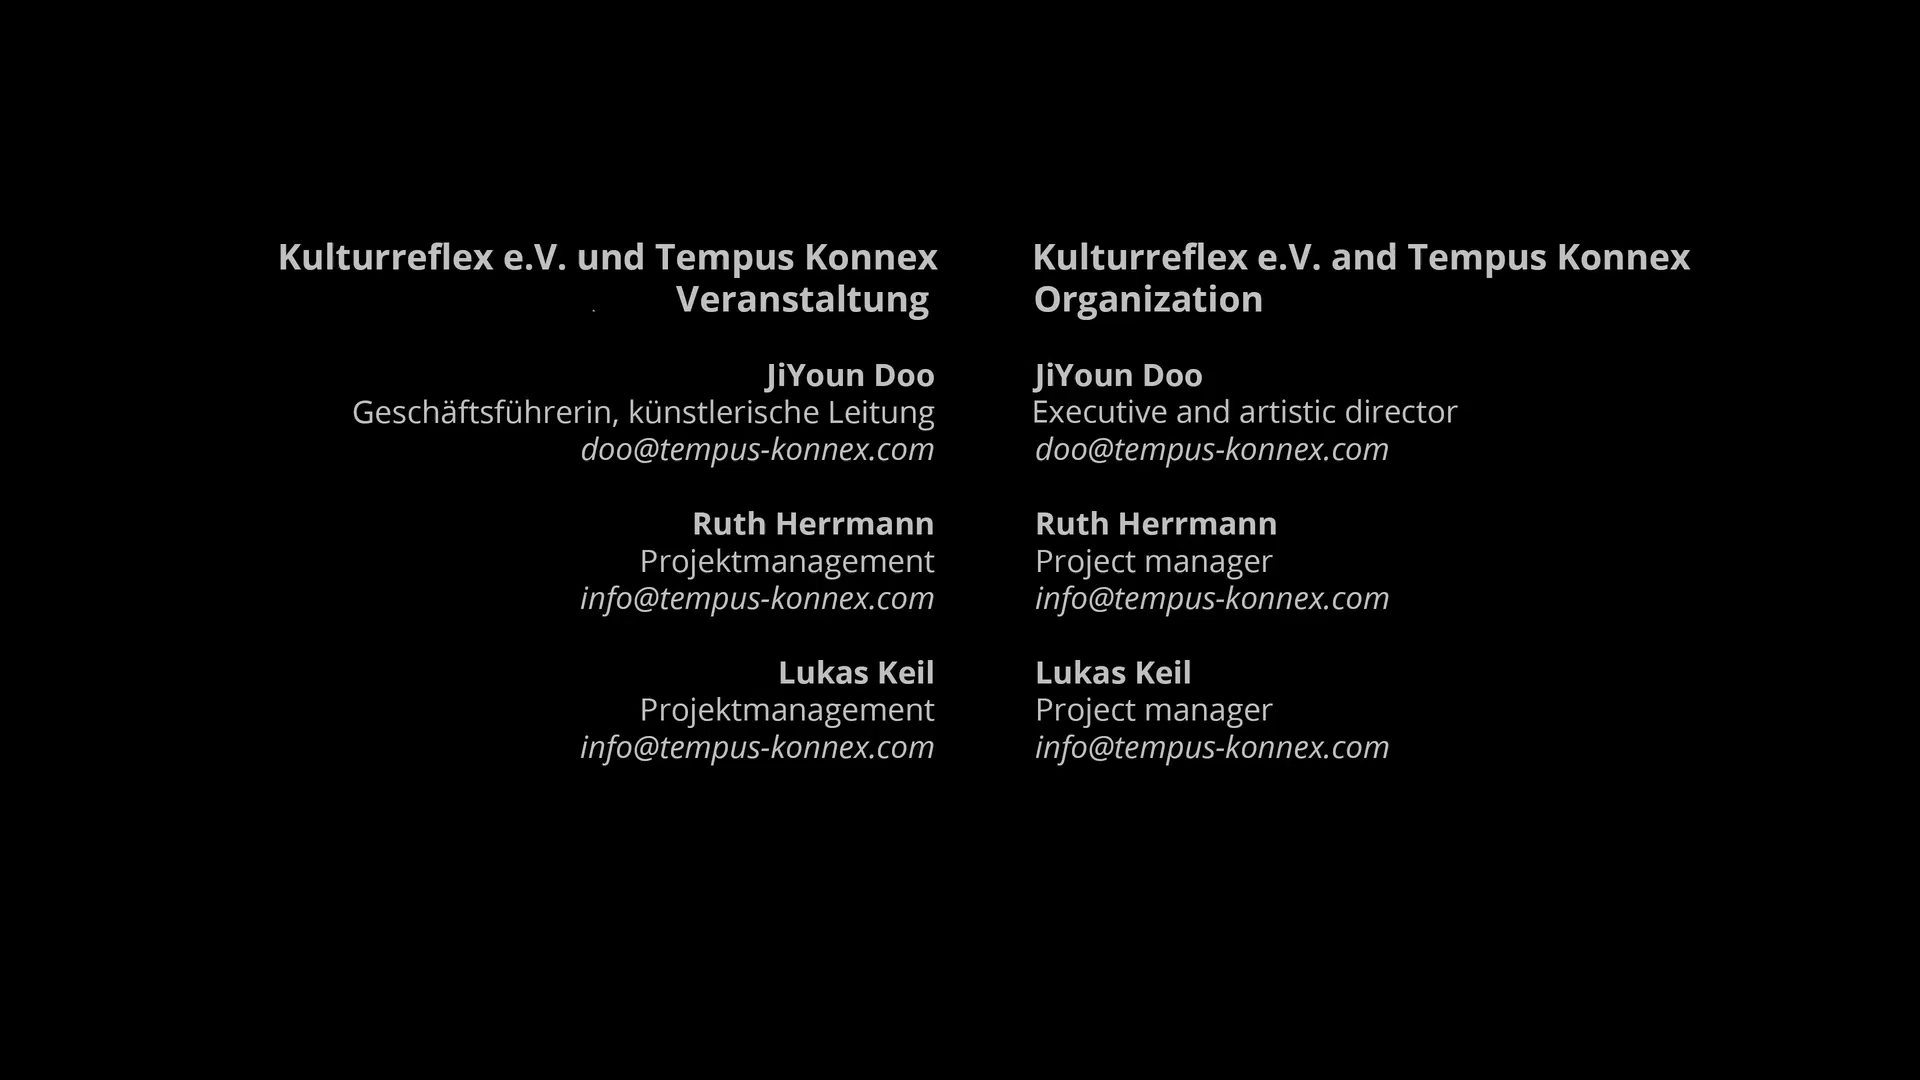 Kulturreflex e.V. und Tempus Konnex
Veranstaltung
JiYoun Doo
Geschäftsführerin, künstlerische Leitung
doo@tempus-konnex.com
Ruth Herrmann
Projektmanagement
info@tempus-konnex.com
Lukas Keil
Projektmanagement
info@tempus-konnex.com
Kulturreflex e.V. and Tempus Konnex
Organization
JiYoun Doo
Executive and artistic director
doo@tempus-konnex.com
Ruth Herrmann
Project manager
info@tempus-konnex.com
Lukas Keil
Project manager
info@tempus-konnex.com